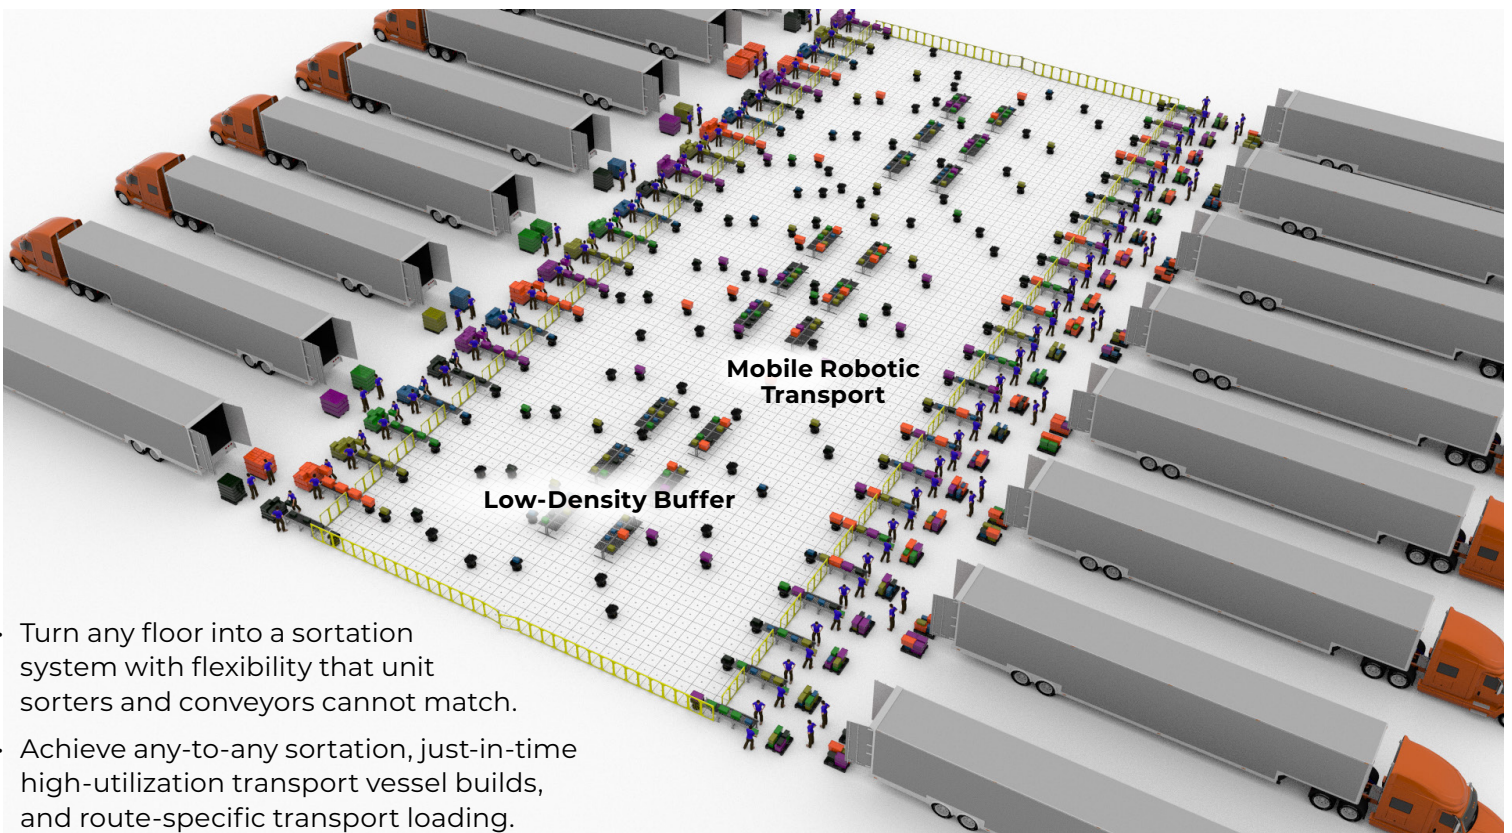 Mobile Robotic
Transport
Low-Density Buffer
• Turn any floor into a sortation
system with flexibility that unit
sorters and conveyors cannot match.
• Achieve any-to-any sortation, just-in-time
high-utilization transport vessel builds,
and route-specific transport loading.